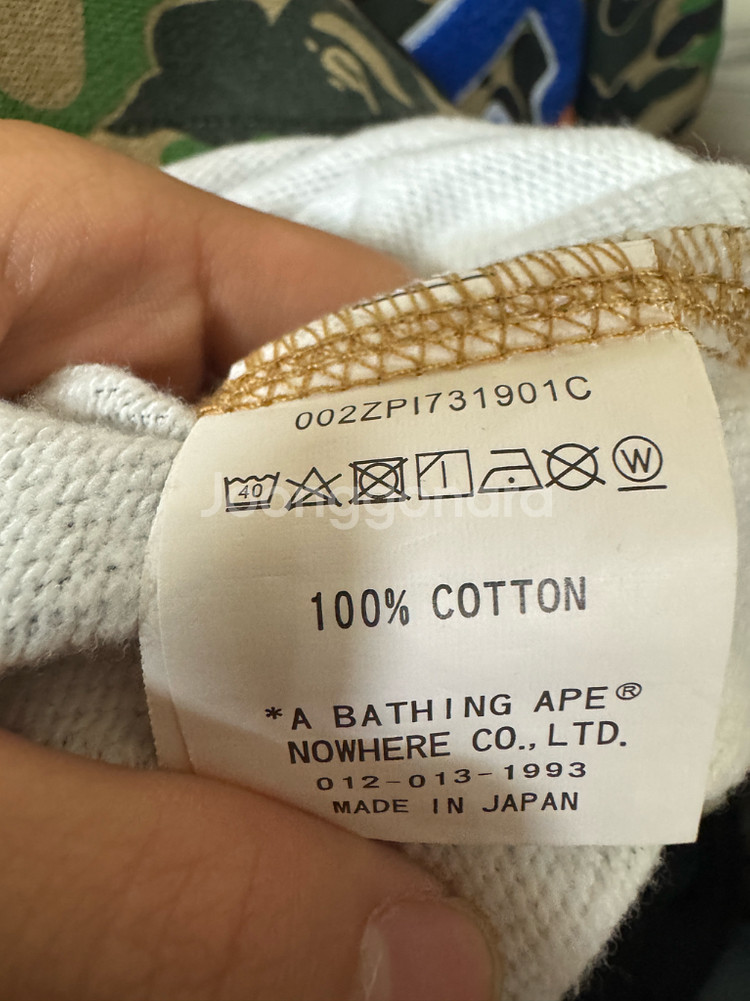 002ZPI731901C
40 W
Joonggonara
100% COTTON
*A BATHING APE®
NOWHERE CO., LTD.
012-013-1993
MADE IN JAPAN